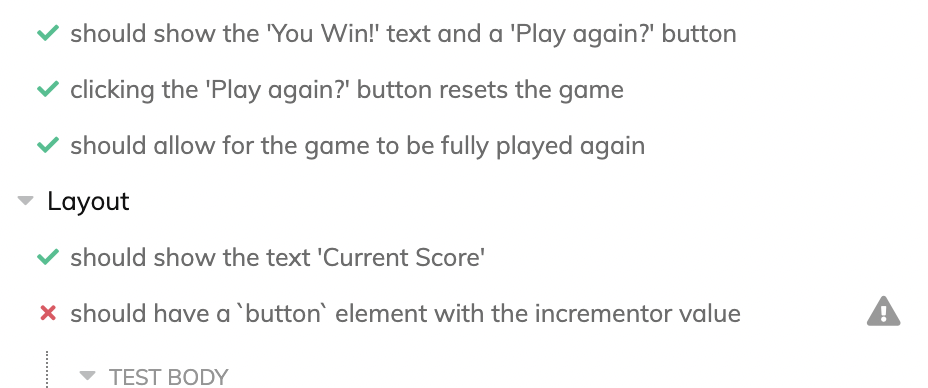 should show the 'You Win!' text and a 'Play again?' button
clicking the 'Play again?' button resets the game
should allow for the game to be fully played again
Layout
should show the text 'Current Score'
should have a `button` element with the incrementor value
TEST BODY